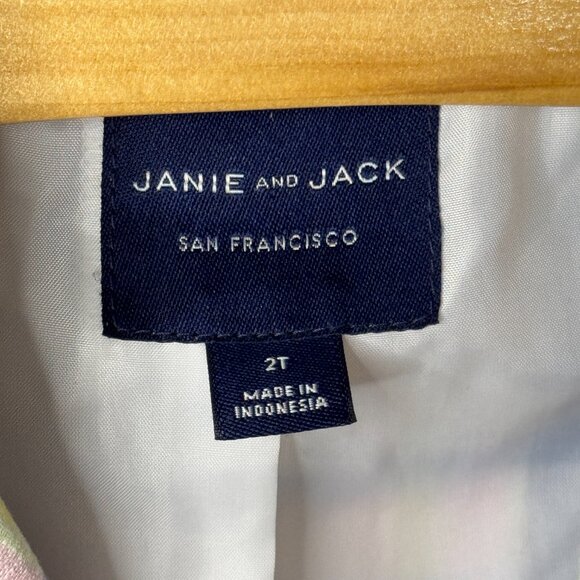 JANIE AND JACK
SAN FRANCISCO
2T
MADE IN
INDONESIA